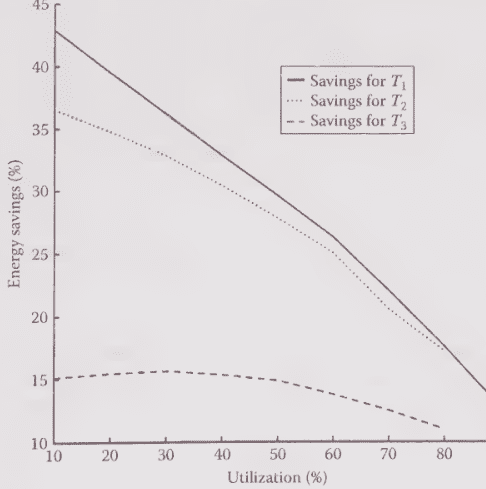 45
40
35
30
25
20
15
10
Energy savings (%)
Savings for T₁
Savings for T₂
Savings for T₃
10 20 30 40 50 60 70 80
Utilization (%)